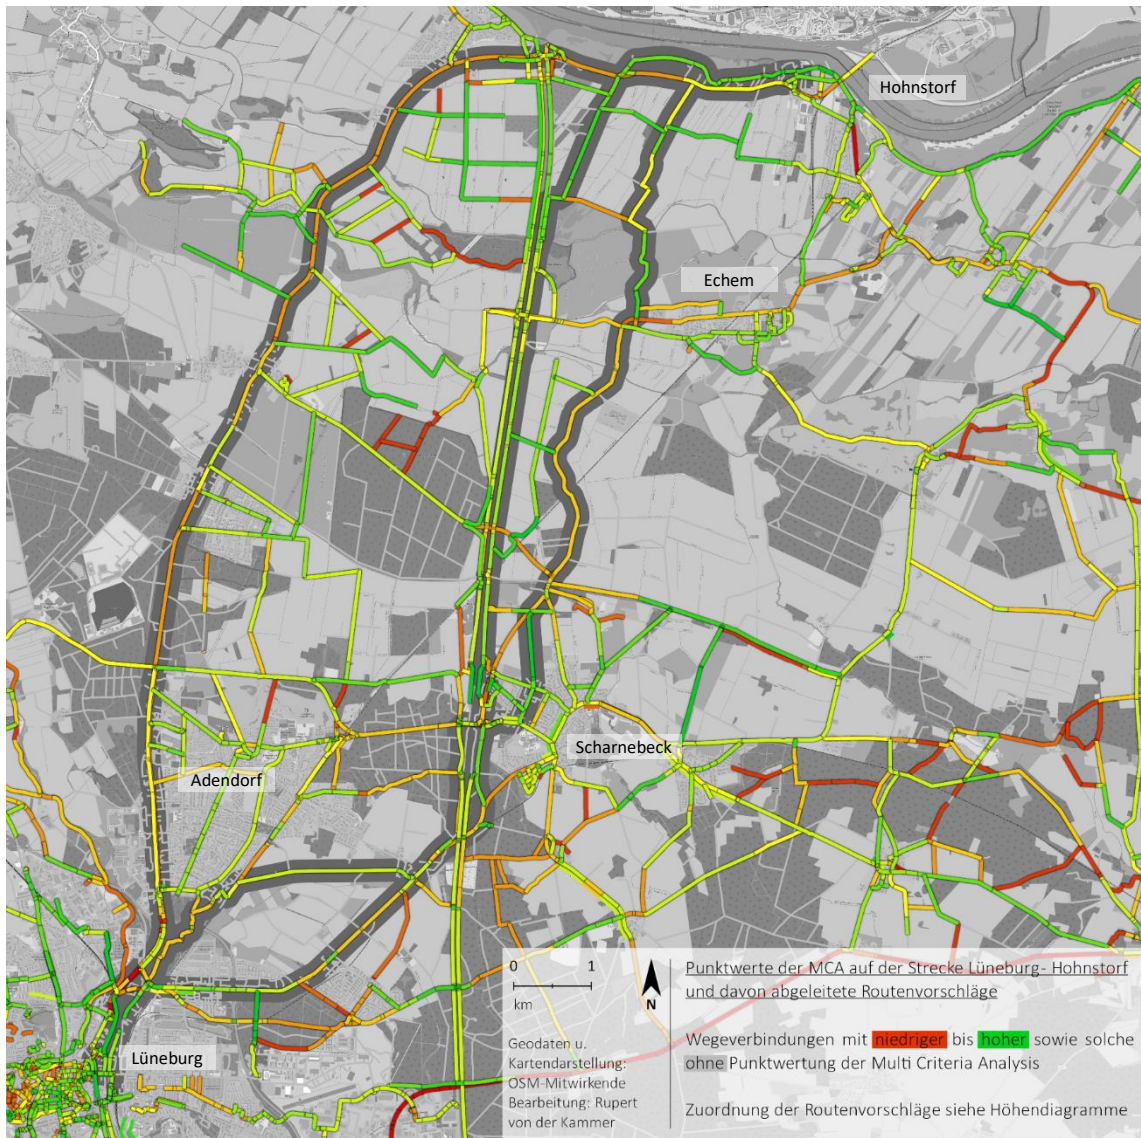 Hohnstorf
Echem
Scharnebeck
Adendorf
Lüneburg
0 1
km
N
Geodaten u.
Kartendarstellung:
OSM-Mitwirkende
Bearbeitung: Rupert
von der Kammer
Punktwerte der MCA auf der Strecke Lüneburg- Hohnstorf
und davon abgeleitete Routenvorschläge
Wegeverbindungen mit niedriger bis hoher sowie solche
ohne Punktwertung der Multi Criteria Analysis
Zuordnung der Routenvorschläge siehe Höhendiagramme